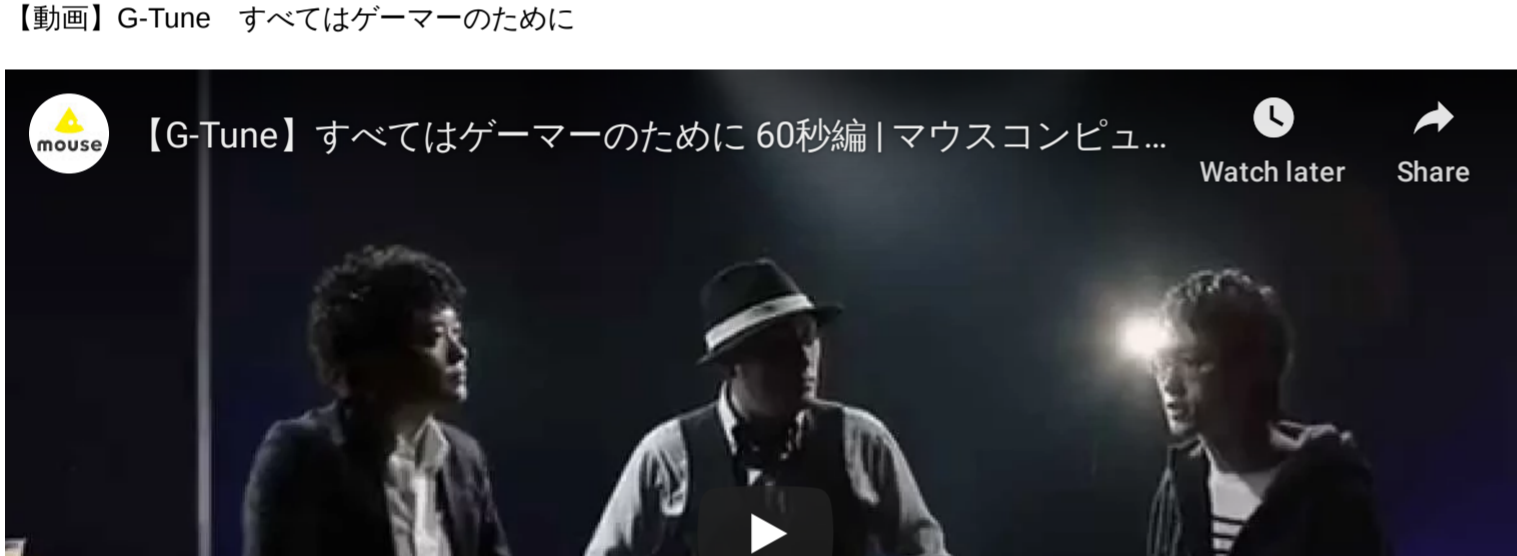 【動画】G-Tune　すべてはゲーマーのために
mouse
【G-Tune】すべてはゲーマーのために 60秒編 | マウスコンピュ...
Watch later
Share